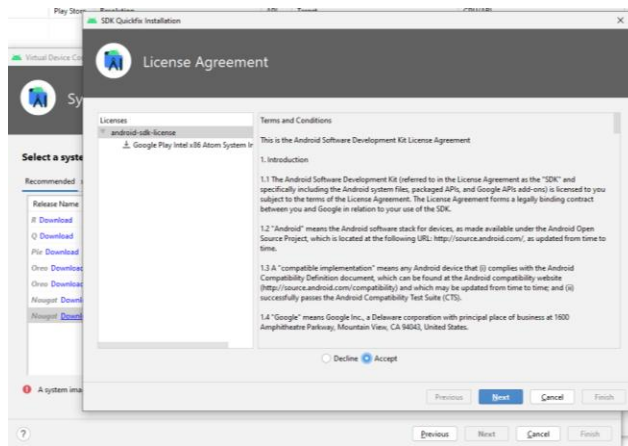 Play Store
SDK Quickfix Installation
Virtual Device Co
License Agreement
Sy
Licenses
android-sdk-license
Google Play Intel x86 Atom System Ir
Terms and Conditions
This is the Android Software Development Kit License Agreement
1. Introduction
1.1 The Android Software Development Kit (referred to in the License Agreement as the "SDK" and
specifically including the Android system files, packaged APIs, and Google APIs add-ons) is licensed to you
subject to the terms of the License Agreement. The License Agreement forms a legally binding contract
between you and Google in relation to your use of the SDK.
1.2 "Android" means the Android software stack for devices, as made available under the Android Open
Source Project, which is located at the following URL: http://source.android.com/, as updated from time to
time.
1.3 A "compatible implementation" means any Android device that (i) complies with the Android
Compatibility Definition document, which can be found at the Android compatibility website
(http://source.android.com/compatibility) and which may be updated from time to time; and (ii)
successfully passes the Android Compatibility Test Suite (CTS).
1.4 "Google" means Google Inc., a Delaware corporation with principal place of business at 1600
Amphitheatre Parkway, Mountain View, CA 94043, United States.
Decline Accept
Previous Next Cancel Finish
Select a syste
Recommended
Release Name
R Download
Q Download
Pie Download
Oreo Download
Oreo Download
Nougat Downl
Nougat Downl
A system ima
? Previous Next Cancel Finish